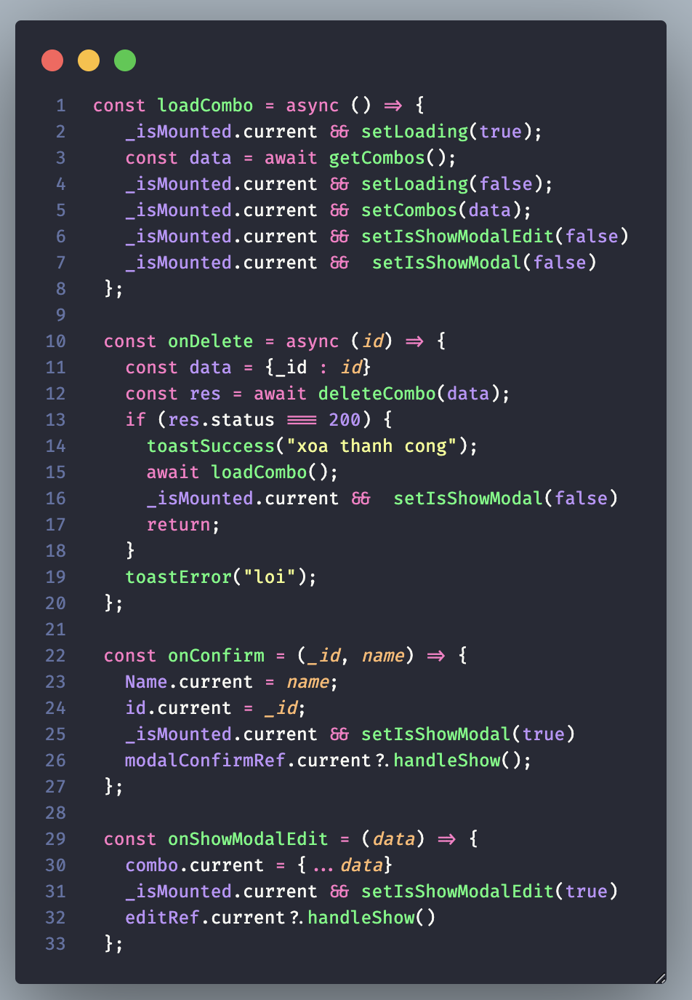 1 const loadCombo = async () => {
2 _isMounted.current && setLoading(true);
3 const data = await getCombos();
4 _isMounted.current && setLoading(false);
5 _isMounted.current && setCombos(data);
6 _isMounted.current && setIsShowModalEdit(false)
7 _isMounted.current &&  setIsShowModal(false)
8 };
9
10 const onDelete = async (id) => {
11 const data = {_id : id}
12 const res = await deleteCombo(data);
13 if (res.status === 200) {
14 toastSuccess("xoa thanh cong");
15 await loadCombo();
16 _isMounted.current &&  setIsShowModal(false)
17 return;
18 }
19 toastError("loi");
20 };
21
22 const onConfirm = (_id, name) => {
23 Name.current = name;
24 id.current = _id;
25 _isMounted.current && setIsShowModal(true)
26 modalConfirmRef.current?.handleShow();
27 };
28
29 const onShowModalEdit = (data) => {
30 combo.current = {...data}
31 _isMounted.current && setIsShowModalEdit(true)
32 editRef.current?.handleShow()
33 };